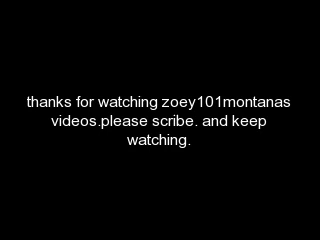 thanks for watching zoey101montanas
videos.please scribe. and keep
watching.